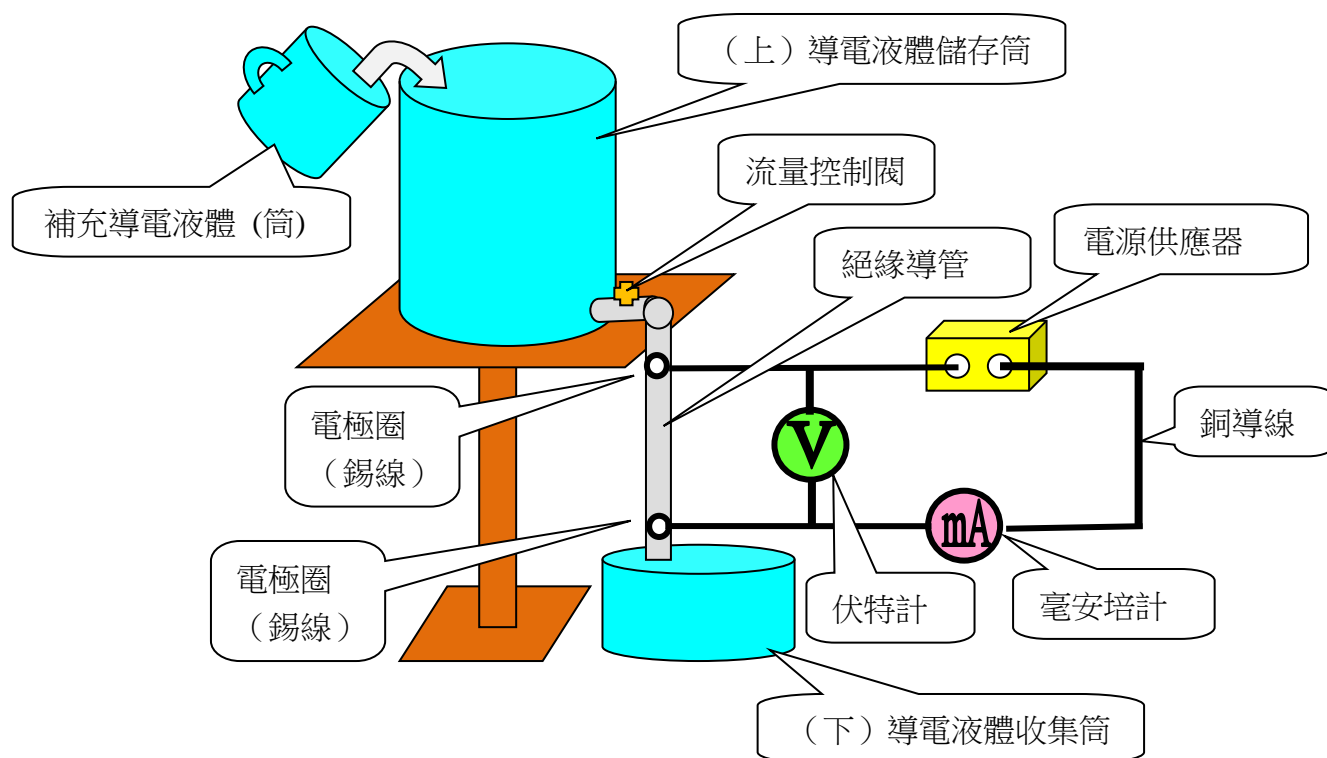 （上）導電液體儲存筒
流量控制閥
補充導電液體 (筒)
電源供應器
絕緣導管
電極圈
（錫線）
銅導線
V
mA
電極圈
（錫線）
伏特計
毫安培計
（下）導電液體收集筒